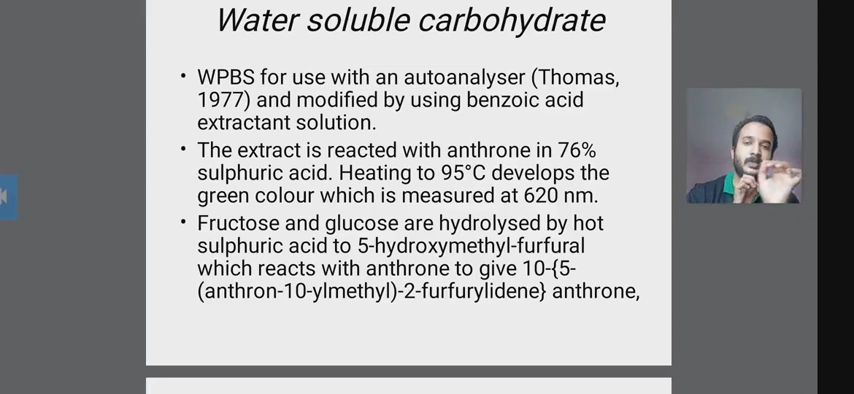 Water soluble carbohydrate
• WPBS for use with an autoanalyser (Thomas,
1977) and modified by using benzoic acid
extractant solution.
• The extract is reacted with anthrone in 76%
sulphuric acid. Heating to 95°C develops the
green colour which is measured at 620 nm.
• Fructose and glucose are hydrolysed by hot
sulphuric acid to 5-hydroxymethyl-furfural
which reacts with anthrone to give 10-{5-
(anthron-10-ylmethyl)-2-furfurylidene} anthrone,